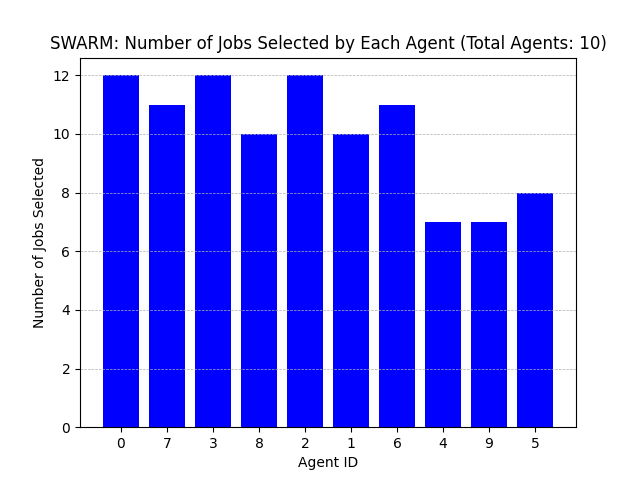 SWARM: Number of Jobs Selected by Each Agent (Total Agents: 10)
12
10
8
6
4
2
0
Number of Jobs Selected
0 7 3 8 2 1 6 4 9 5
Agent ID